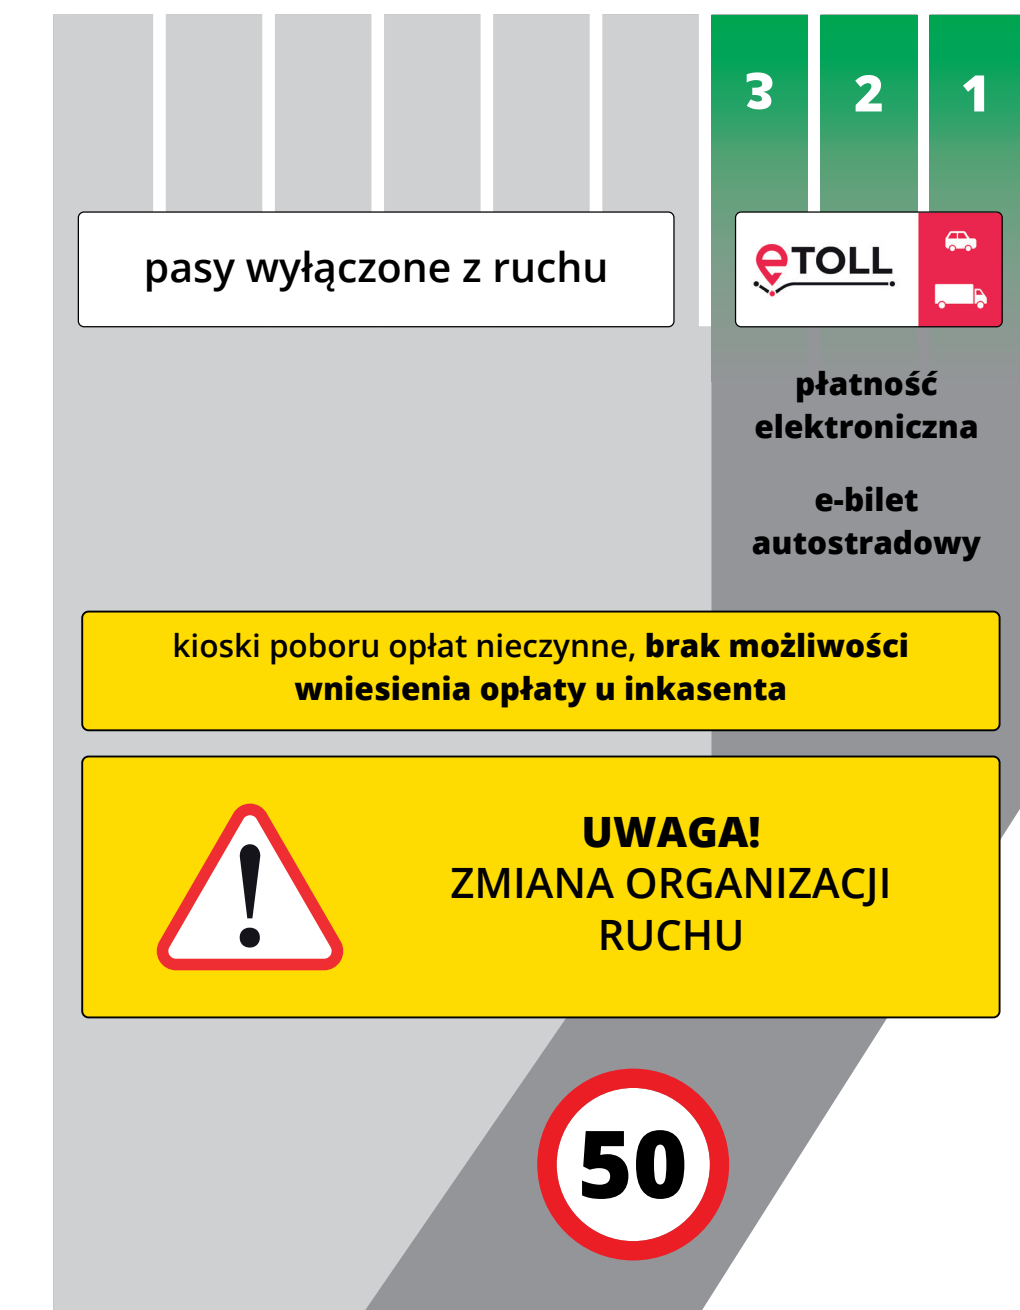 3 2 1
pasy wyłączone z ruchu
eTOLL
płatność
elektroniczna
e-bilet
autostradowy
kioski poboru opłat nieczynne, brak możliwości
wniesienia opłaty u inkasenta
!
UWAGA!
ZMIANA ORGANIZACJI
RUCHU
50